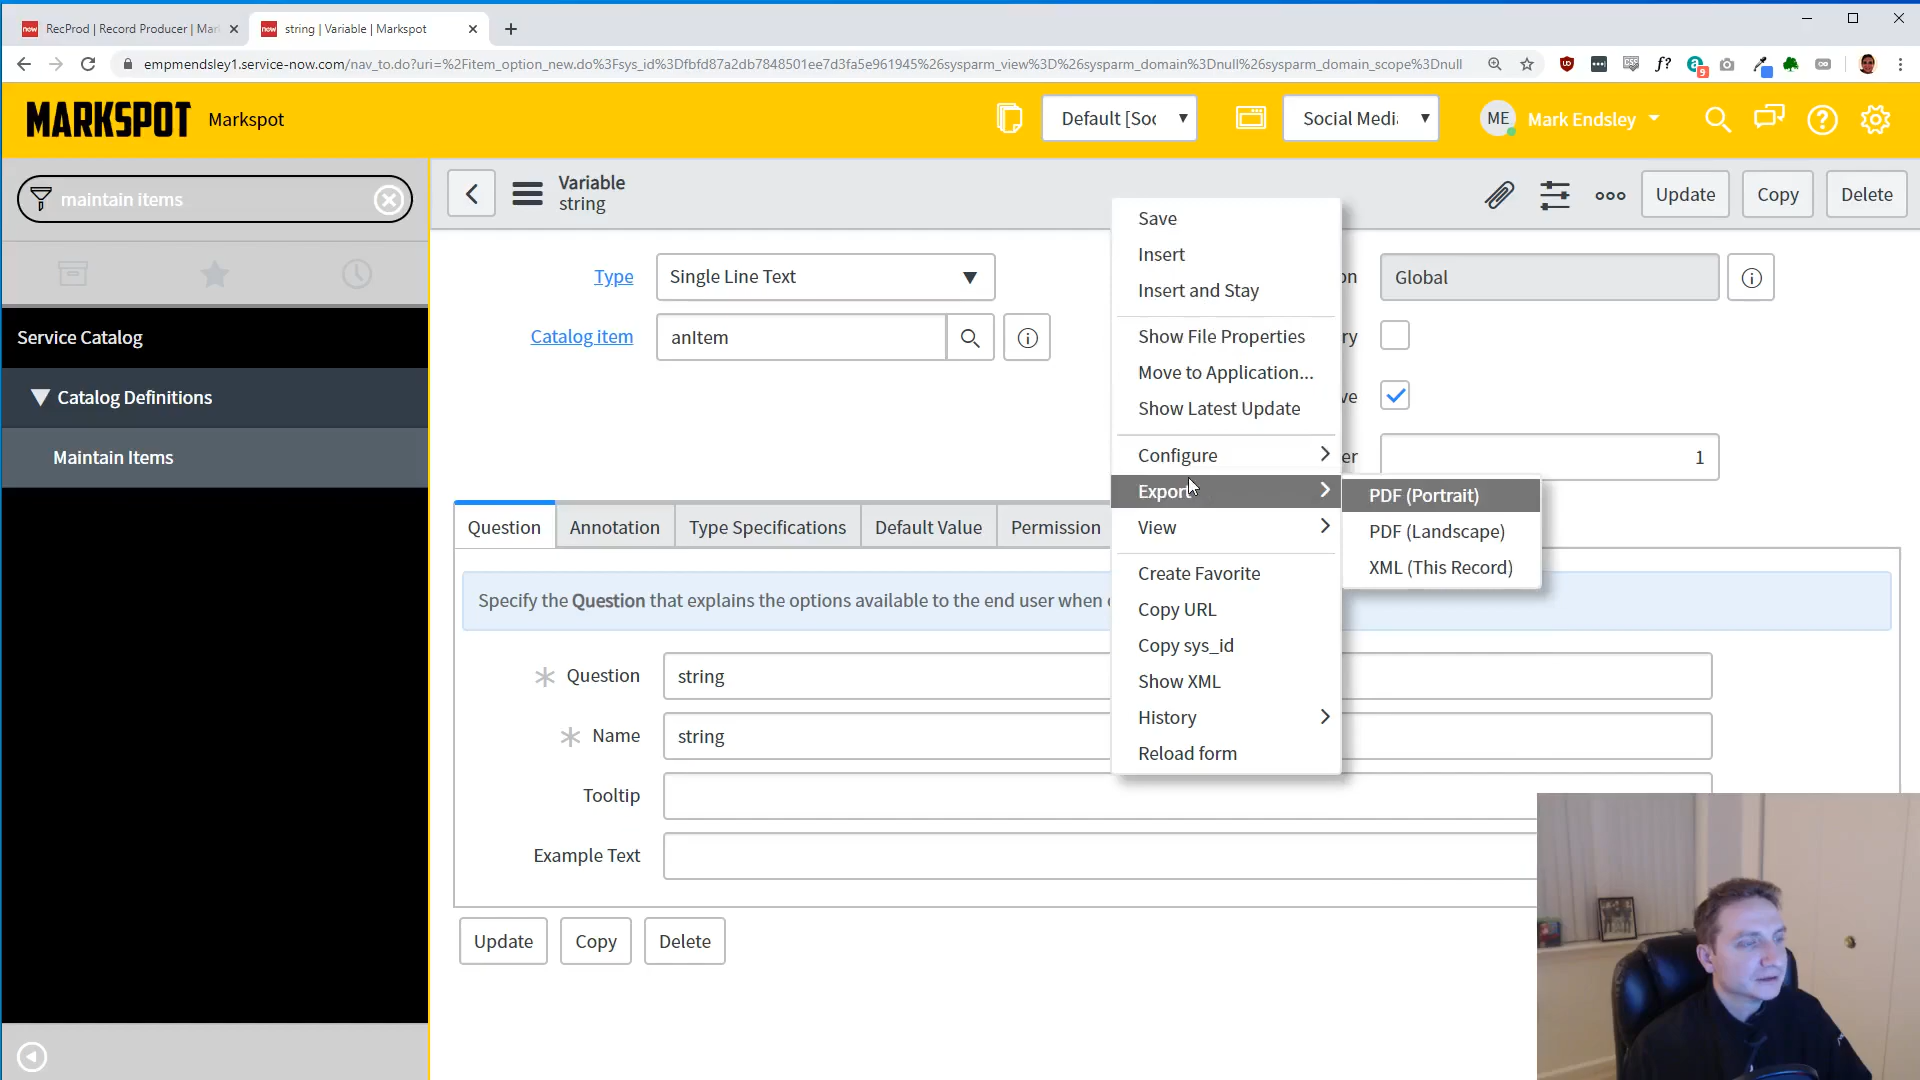 RecProd | Record Producer | Mar
string | Variable | Markspot
empmendsley1.service-now.com/nav_to.do?uri=%2Fitem_option_new.do%3Fsys_id%3Dfbfd87a2db7848501ee7d3fa5e961945%26sysparm_view%3D%26sysparm_domain%3Dnull%26sysparm_domain_scope%3Dnull
MARKSPOT Markspot
Default [Soc
Social Media
ME Mark Endsley
maintain items
Service Catalog
Catalog Definitions
Maintain Items
Variable
string
Update Copy Delete
Type Single Line Text
Catalog item anItem
on Global
ry
ve
er 1
Save
Insert
Insert and Stay
Show File Properties
Move to Application...
Show Latest Update
Configure
Export
View
Create Favorite
Copy URL
Copy sys_id
Show XML
History
Reload form
PDF (Portrait)
PDF (Landscape)
XML (This Record)
Question Annotation Type Specifications Default Value Permission
Specify the Question that explains the options available to the end user when
Question string
Name string
Tooltip
Example Text
Update Copy Delete